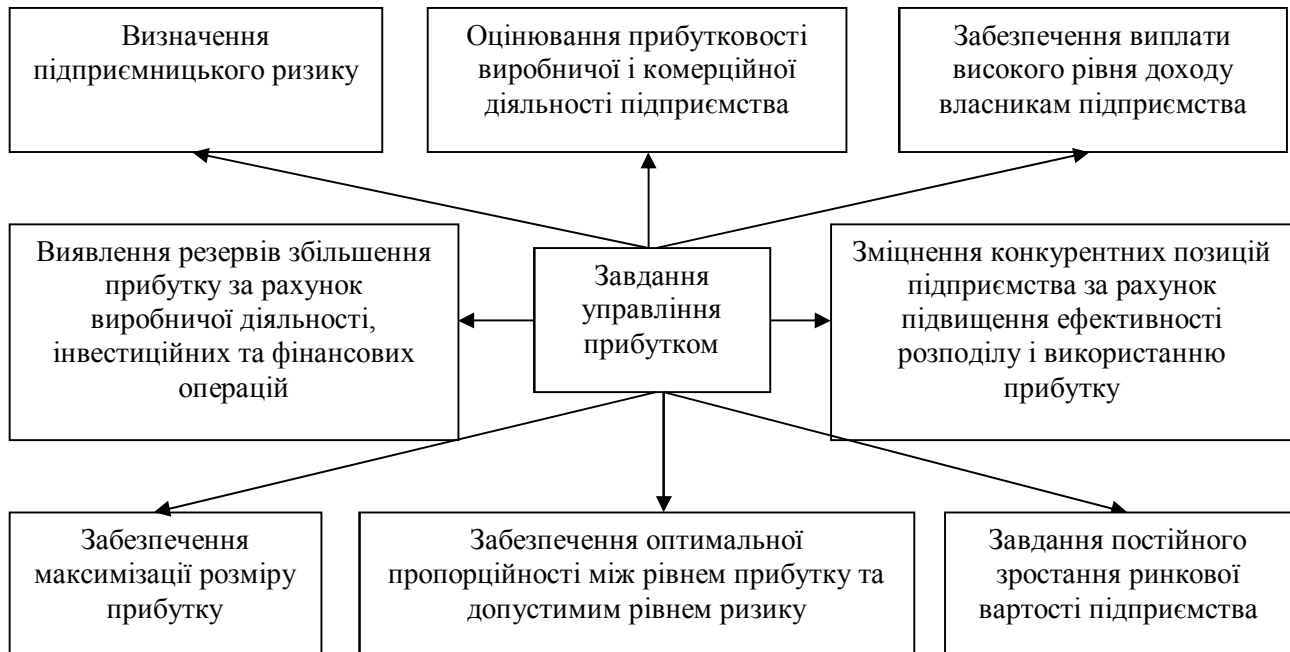 Визначення
підприємницького ризику
Оцінювання прибутковості
виробничої і комерційної
діяльності підприємства
Забезпечення виплати
високого рівня доходу
власникам підприємства
Виявлення резервів збільшення
прибутку за рахунок
виробничої діяльності,
інвестиційних та фінансових
операцій
Завдання
управління
прибутком
Зміцнення конкурентних позицій
підприємства за рахунок
підвищення ефективності
розподілу і використанню
прибутку
Забезпечення
максимізації розміру
прибутку
Забезпечення оптимальної
пропорційності між рівнем прибутку та
допустимим рівнем ризику
Завдання постійного
зростання ринкової
вартості підприємства